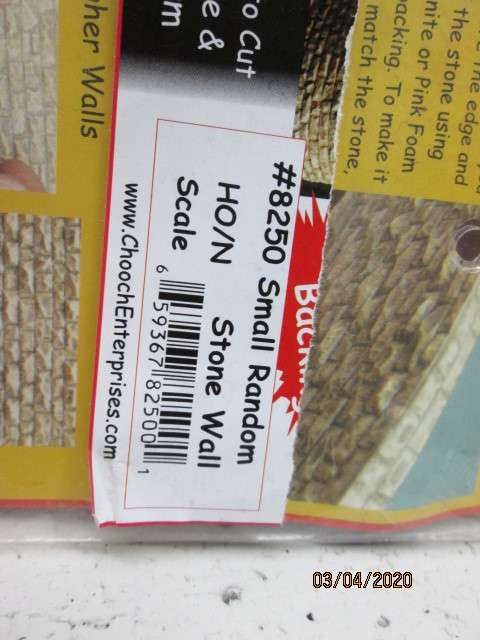 o Cut
e &
m
her Walls
#8250 Small Random
HO/N Stone Wall
Scale
6 59367 82500 1
www.ChoochEnterprises.com
the edge and
the stone using
nite or Pink Foam
backing. To make it
match the stone,
03/04/2020